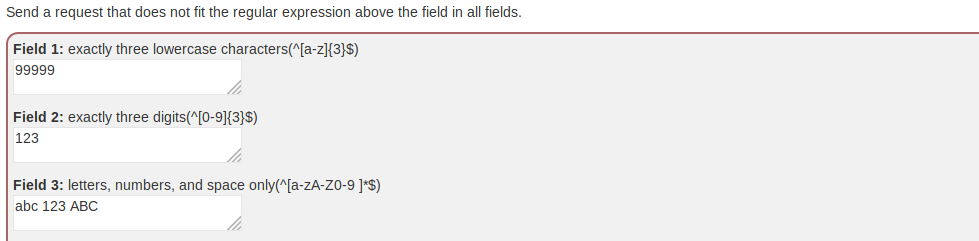 Send a request that does not fit the regular expression above the field in all fields.
Field 1: exactly three lowercase characters(^[a-z]{3}$)
99999
Field 2: exactly three digits(^[0-9]{3}$)
123
Field 3: letters, numbers, and space only(^[a-zA-Z0-9 ]*$)
abc 123 ABC